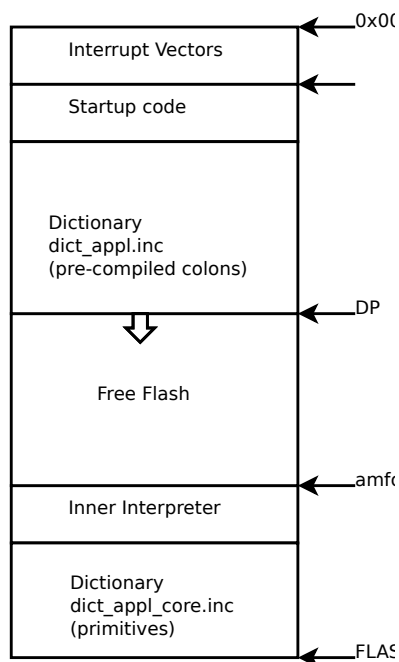 0x00
Interrupt Vectors
Startup code
Dictionary
dict_appl.inc
(pre-compiled colons)
DP
Free Flash
Inner Interpreter
Dictionary
dict_appl_core.inc
(primitives)